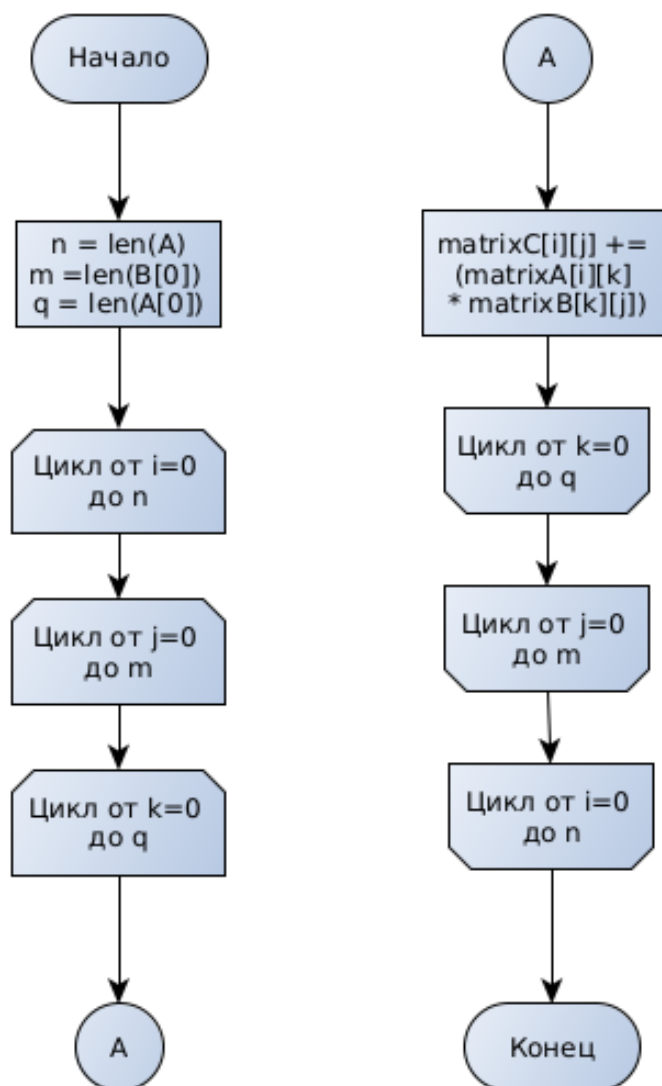 Начало
n = len(A)
m =len(B[0])
q = len(A[0])
Цикл от i=0
до n
Цикл от j=0
до m
Цикл от k=0
до q
A
A
matrixC[i][j] +=
(matrixA[i][k]
* matrixB[k][j])
Цикл от k=0
до q
Цикл от j=0
до m
Цикл от i=0
до n
Конец